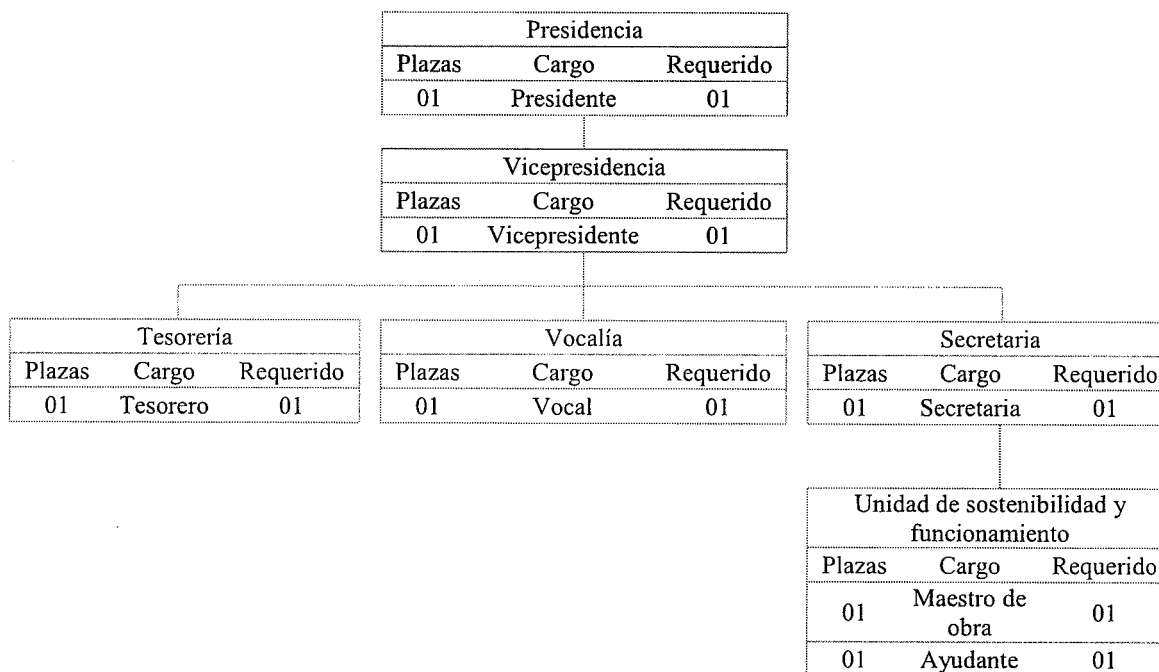 Presidencia
Plazas Cargo Requerido
01 Presidente 01
Vicepresidencia
Plazas Cargo Requerido
01 Vicepresidente 01
Tesorería
Plazas Cargo Requerido
01 Tesorero 01
Vocalía
Plazas Cargo Requerido
01 Vocal 01
Secretaria
Plazas Cargo Requerido
01 Secretaria 01
Unidad de sostenibilidad y
funcionamiento
Plazas Cargo Requerido
01 Maestro de
obra 01
01 Ayudante 01